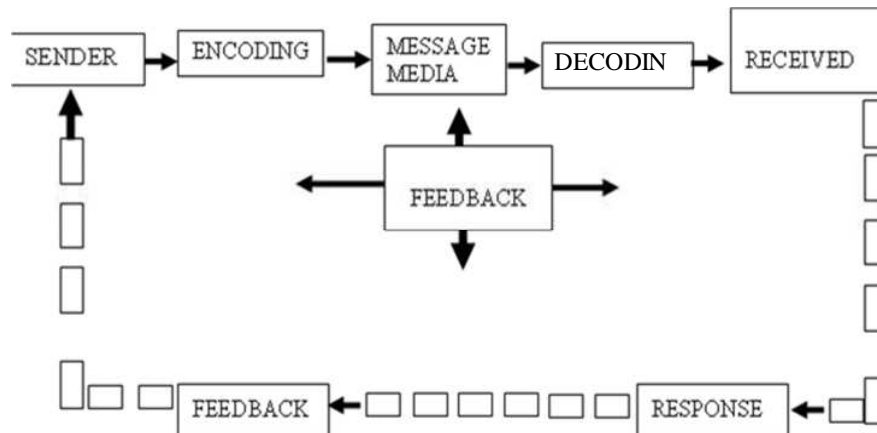 SENDER
ENCODING
MESSAGE
MEDIA
DECODIN
RECEIVED
FEEDBACK
FEEDBACK
RESPONSE